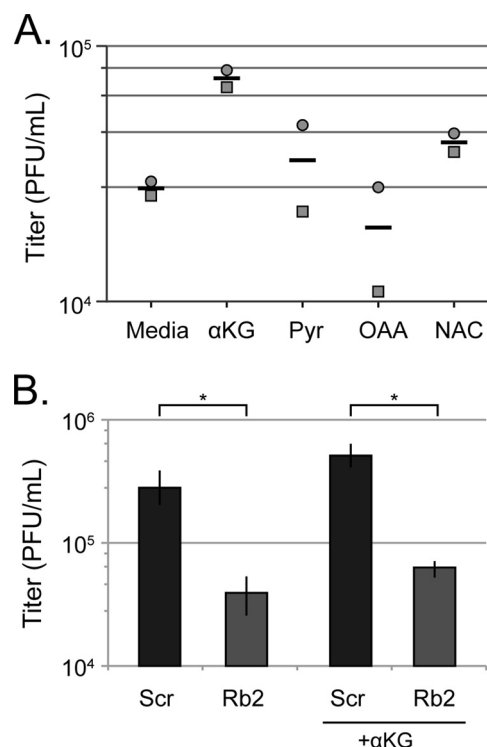 A.
10⁵
Titer (PFU/mL)
10⁴
Media αKG Pyr OAA NAC
B.
* *
10⁶
Titer (PFU/mL)
10⁵
10⁴
Scr Rb2 Scr Rb2
+αKG